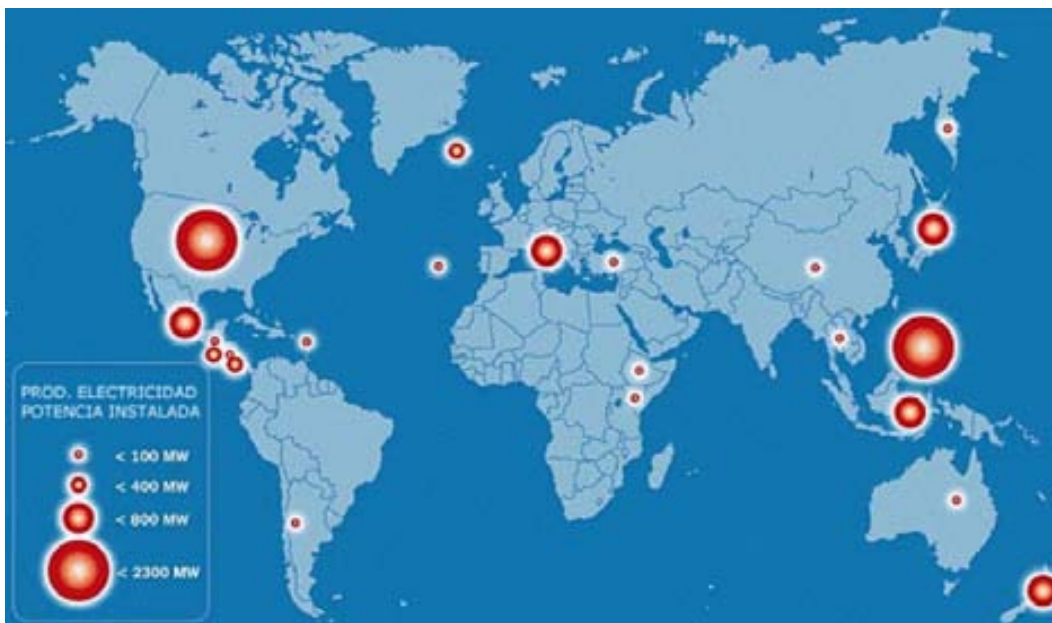 PROD. ELECTRICIDAD
POTENCIA INSTALADA
< 100 MW
< 400 MW
< 800 MW
< 2300 MW